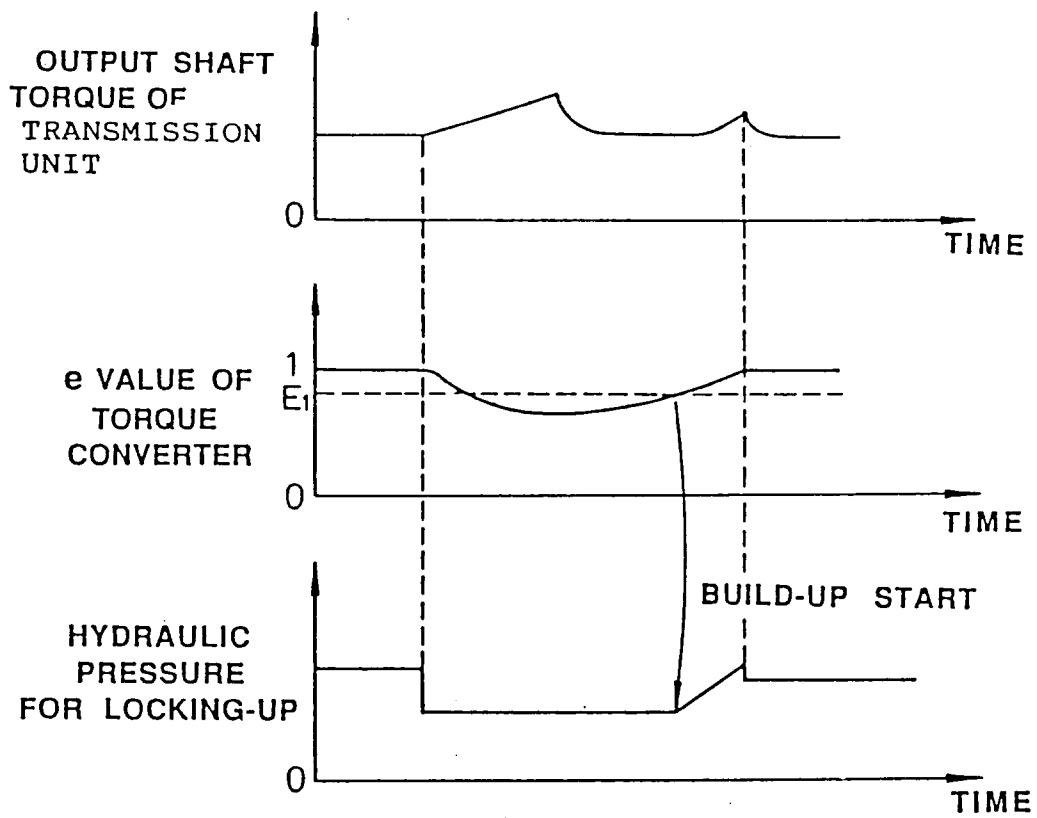 OUTPUT SHAFT
TORQUE OF
TRANSMISSION
UNIT
0
TIME
1
E1
e VALUE OF
TORQUE
CONVERTER
0
TIME
BUILD-UP START
HYDRAULIC
PRESSURE
FOR LOCKING-UP
0
TIME